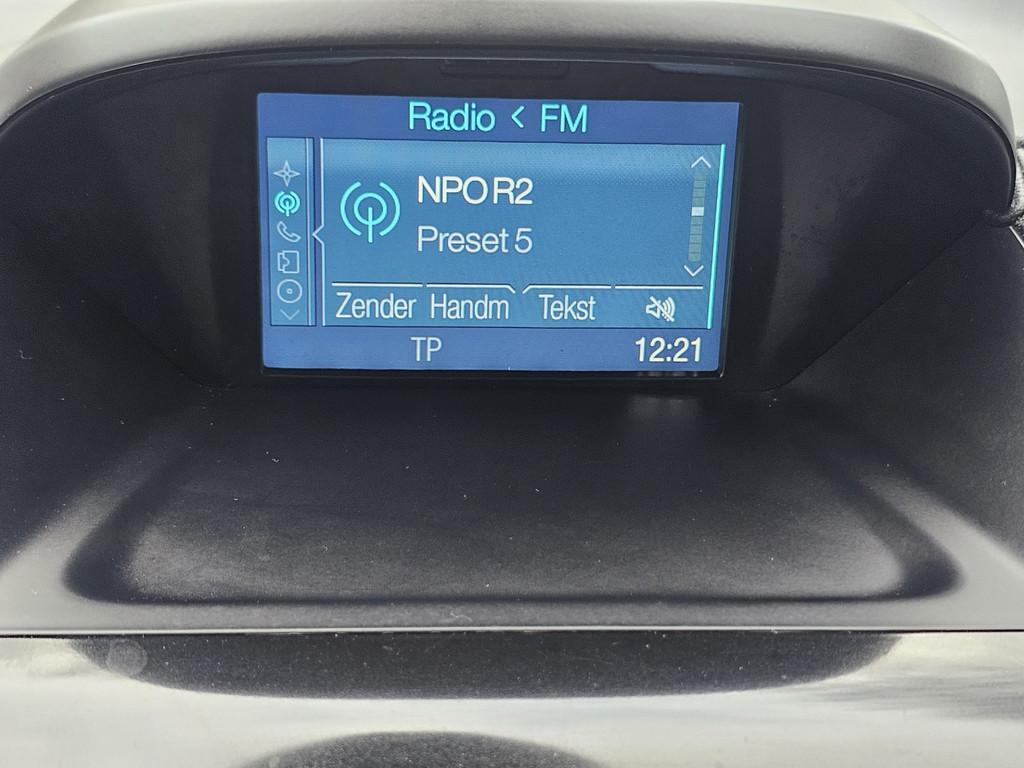 Radio < FM
NPO R2
Preset 5
Zender Handm Tekst
TP 12:21